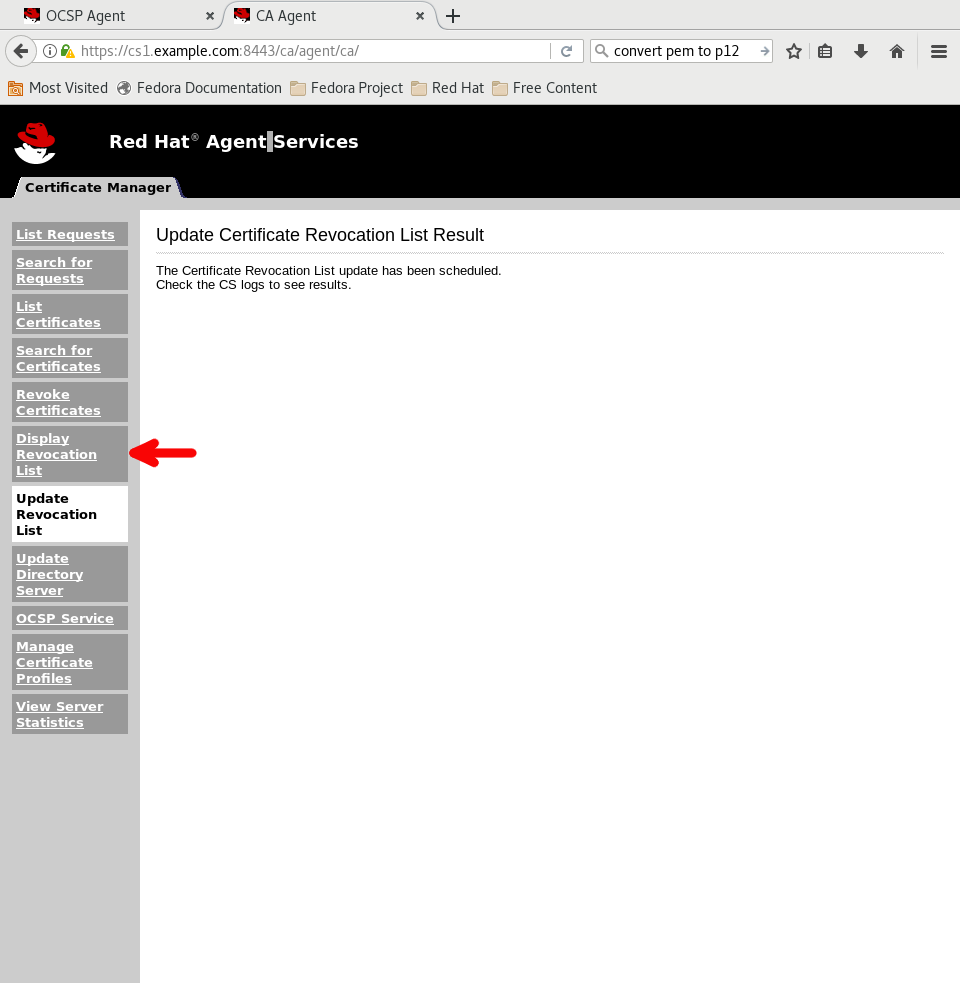 OCSP Agent
CA Agent
https://cs1.example.com:8443/ca/agent/ca/
convert pem to p12
Most Visited
Fedora Documentation
Fedora Project
Red Hat
Free Content
Red Hat® Agent Services
Certificate Manager
List Requests
Search for
Requests
List
Certificates
Search for
Certificates
Revoke
Certificates
Display
Revocation
List
Update
Revocation
List
Update
Directory
Server
OCSP Service
Manage
Certificate
Profiles
View Server
Statistics
Update Certificate Revocation List Result
The Certificate Revocation List update has been scheduled.
Check the CS logs to see results.